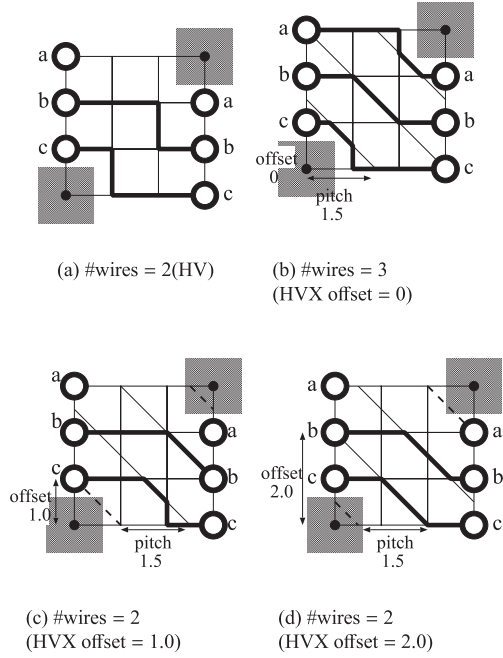 a
b
c
a
b
c
(a) #wires = 2(HV)
a
b
c
a
b
c
offset
0
pitch
1.5
(b) #wires = 3
(HVX offset = 0)
a
b
c
a
b
c
offset
1.0
pitch
1.5
(c) #wires = 2
(HVX offset = 1.0)
a
b
c
a
b
c
offset
2.0
pitch
1.5
(d) #wires = 2
(HVX offset = 2.0)